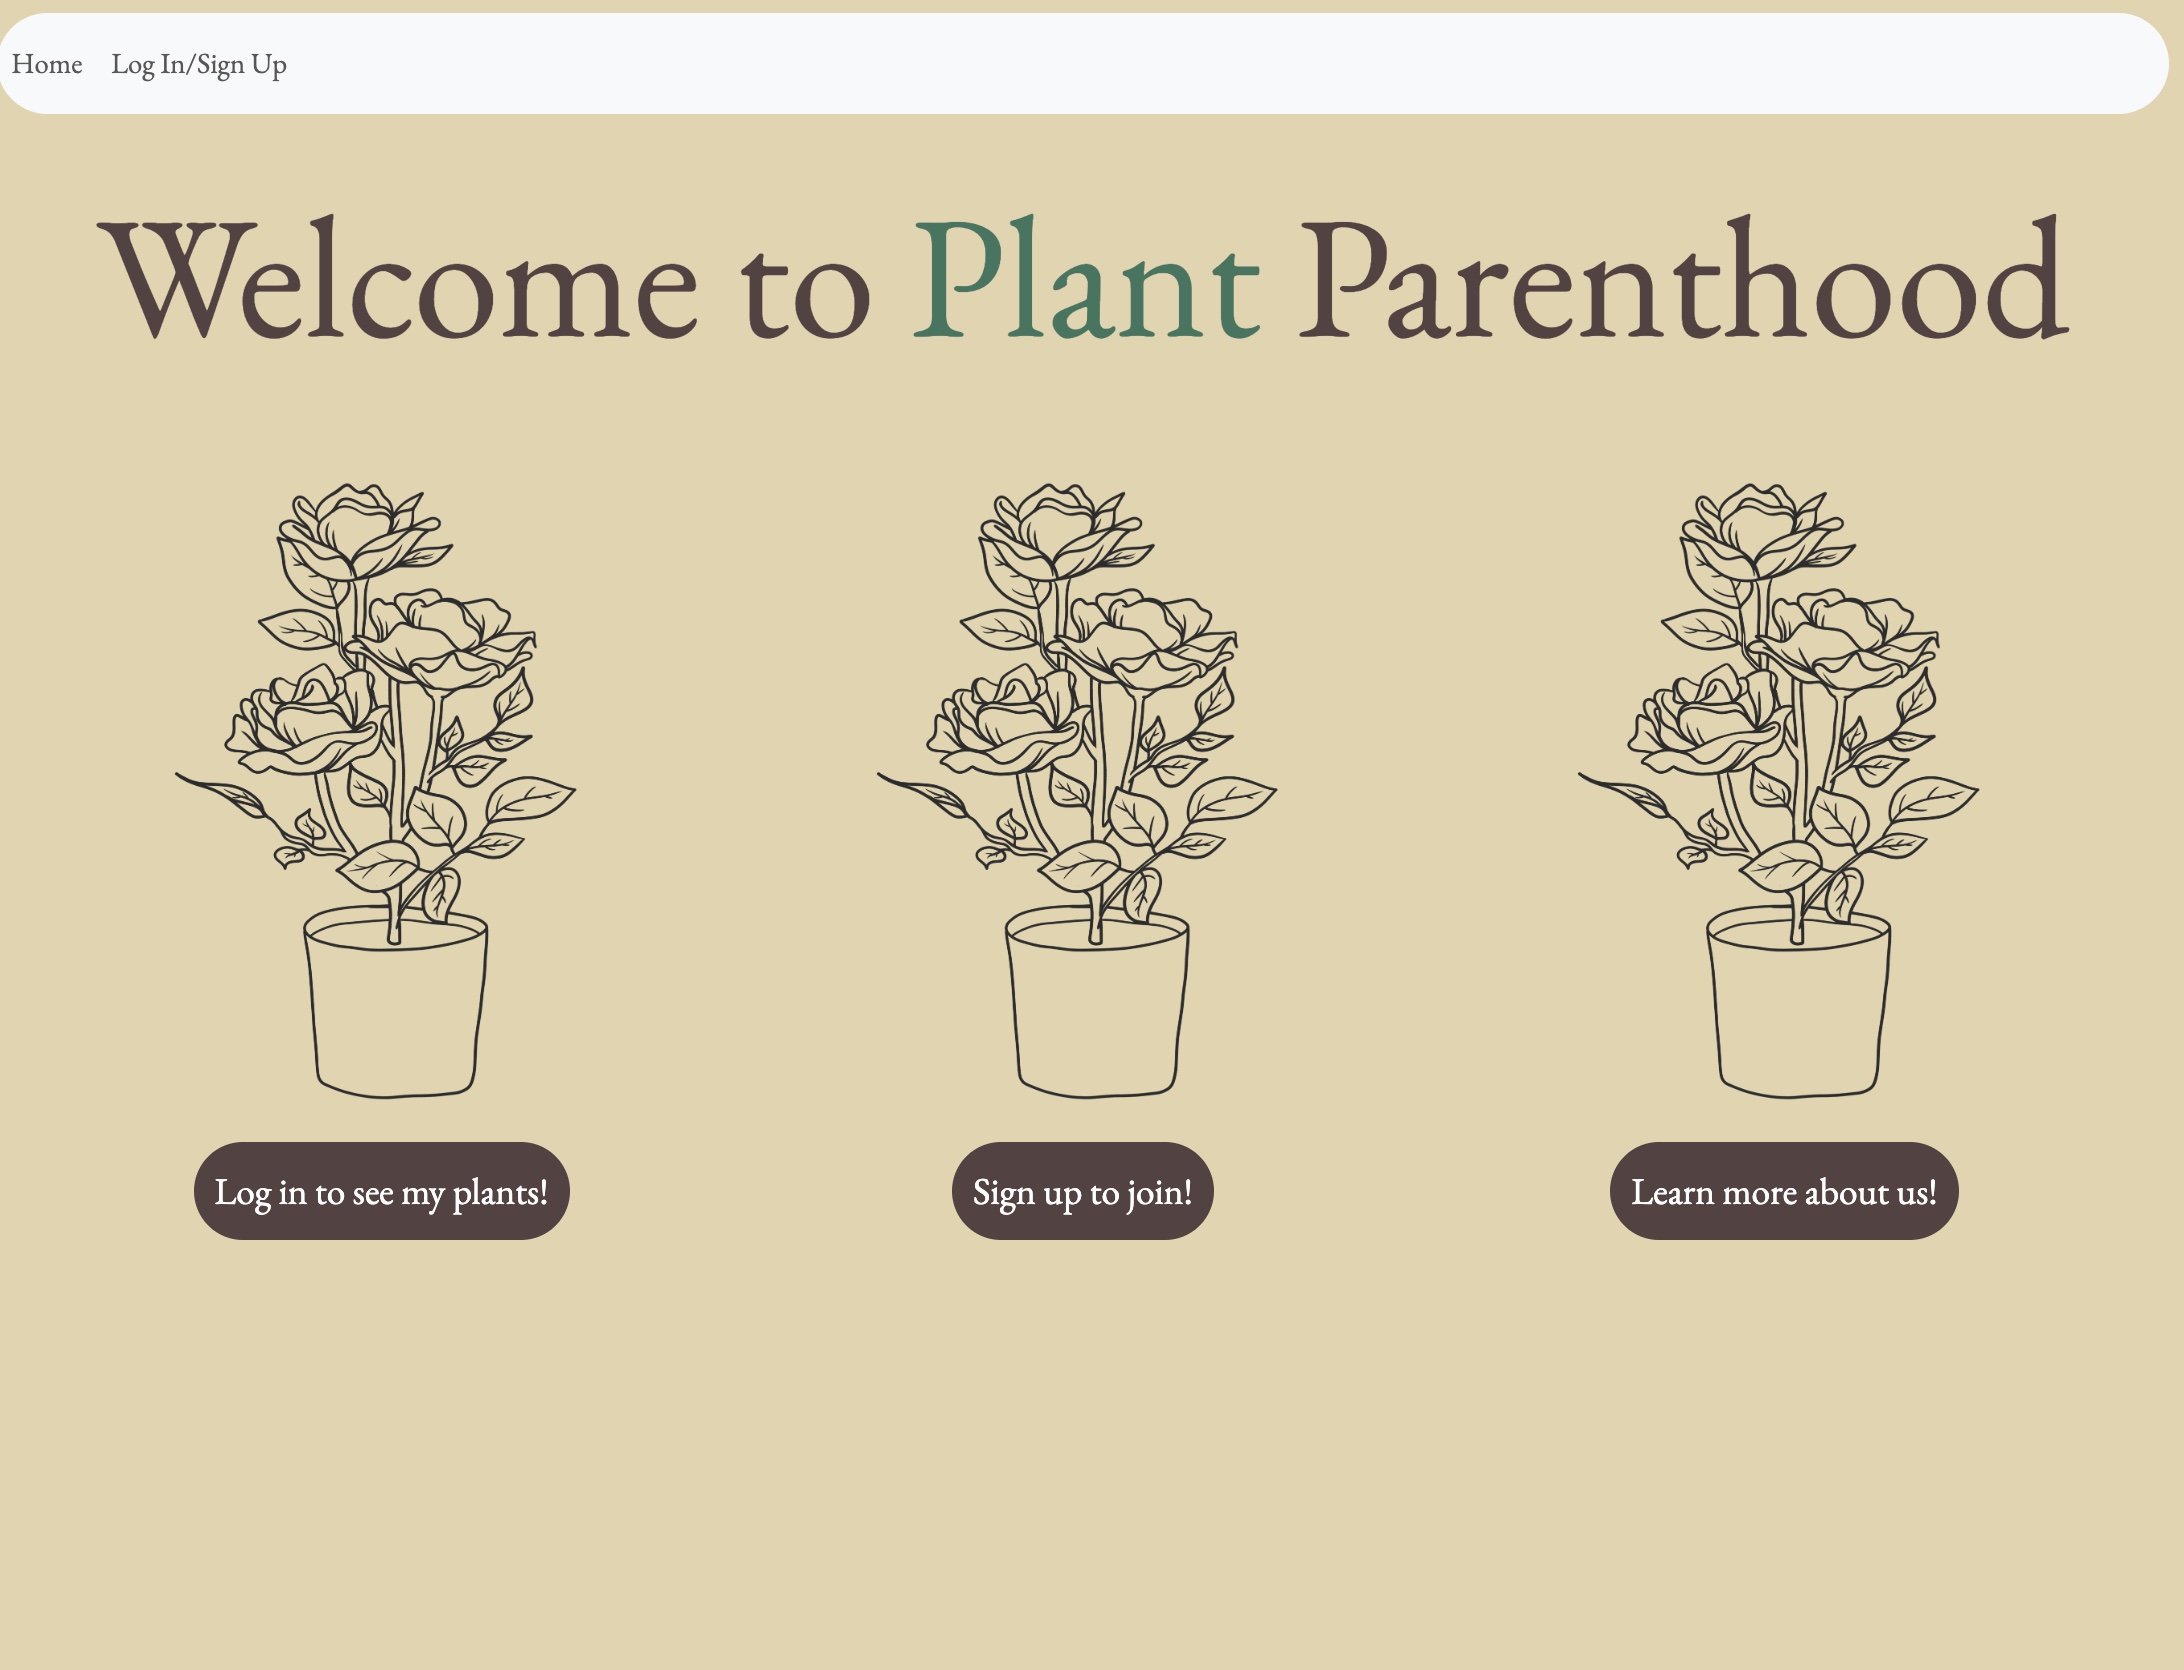 Home Log In/Sign Up
Welcome to Plant Parenthood
Log in to see my plants!
Sign up to join!
Learn more about us!